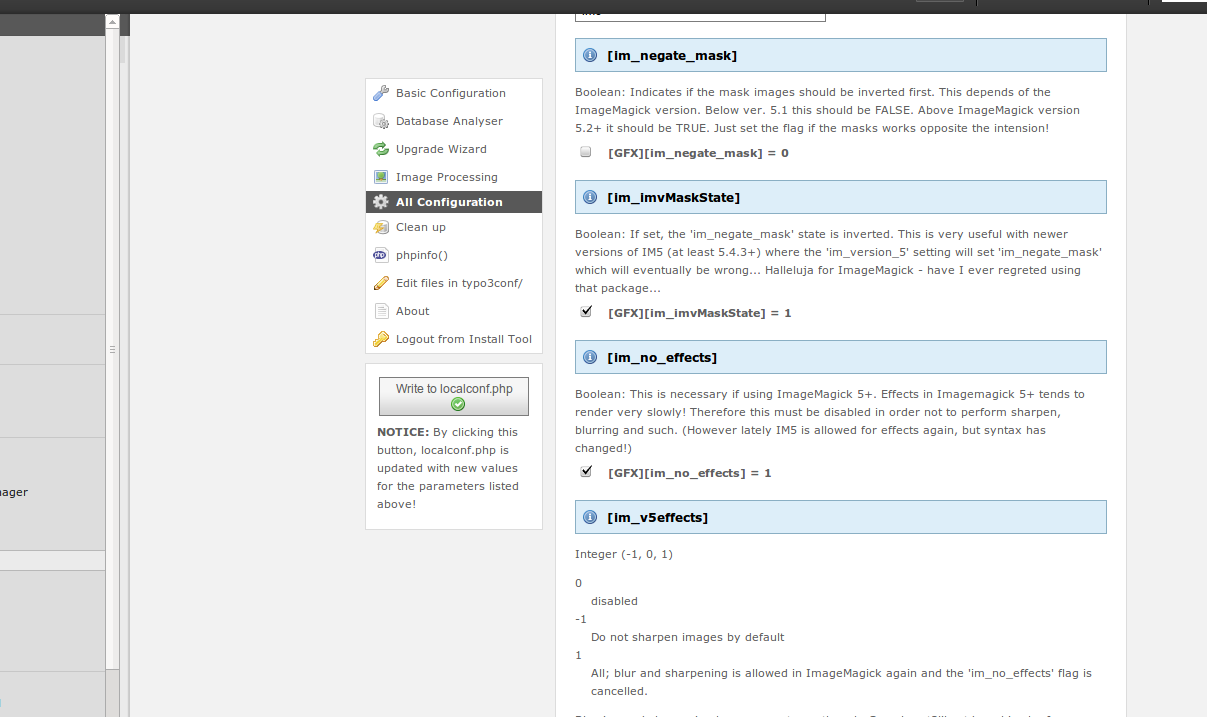 ager
Basic Configuration
Database Analyser
Upgrade Wizard
Image Processing
All Configuration
Clean up
phpinfo()
Edit files in typo3conf/
About
Logout from Install Tool
Write to localconf.php
NOTICE: By clicking this
button, localconf.php is
updated with new values
for the parameters listed
above!
[im_negate_mask]
Boolean: Indicates if the mask images should be inverted first. This depends of the
ImageMagick version. Below ver. 5.1 this should be FALSE. Above ImageMagick version
5.2+ it should be TRUE. Just set the flag if the masks works opposite the intension!
[GFX][im_negate_mask] = 0
[im_imvMaskState]
Boolean: If set, the 'im_negate_mask' state is inverted. This is very useful with newer
versions of IM5 (at least 5.4.3+) where the 'im_version_5' setting will set 'im_negate_mask'
which will eventually be wrong... Halleluja for ImageMagick - have I ever regretted using
that package...
[GFX][im_imvMaskState] = 1
[im_no_effects]
Boolean: This is necessary if using ImageMagick 5+. Effects in Imagemagick 5+ tends to
render very slowly! Therefore this must be disabled in order not to perform sharpen,
blurring and such. (However lately IM5 is allowed for effects again, but syntax has
changed!)
[GFX][im_no_effects] = 1
[im_v5effects]
Integer (-1, 0, 1)
0
disabled
-1
Do not sharpen images by default
1
All; blur and sharpening is allowed in ImageMagick again and the 'im_no_effects' flag is
cancelled.